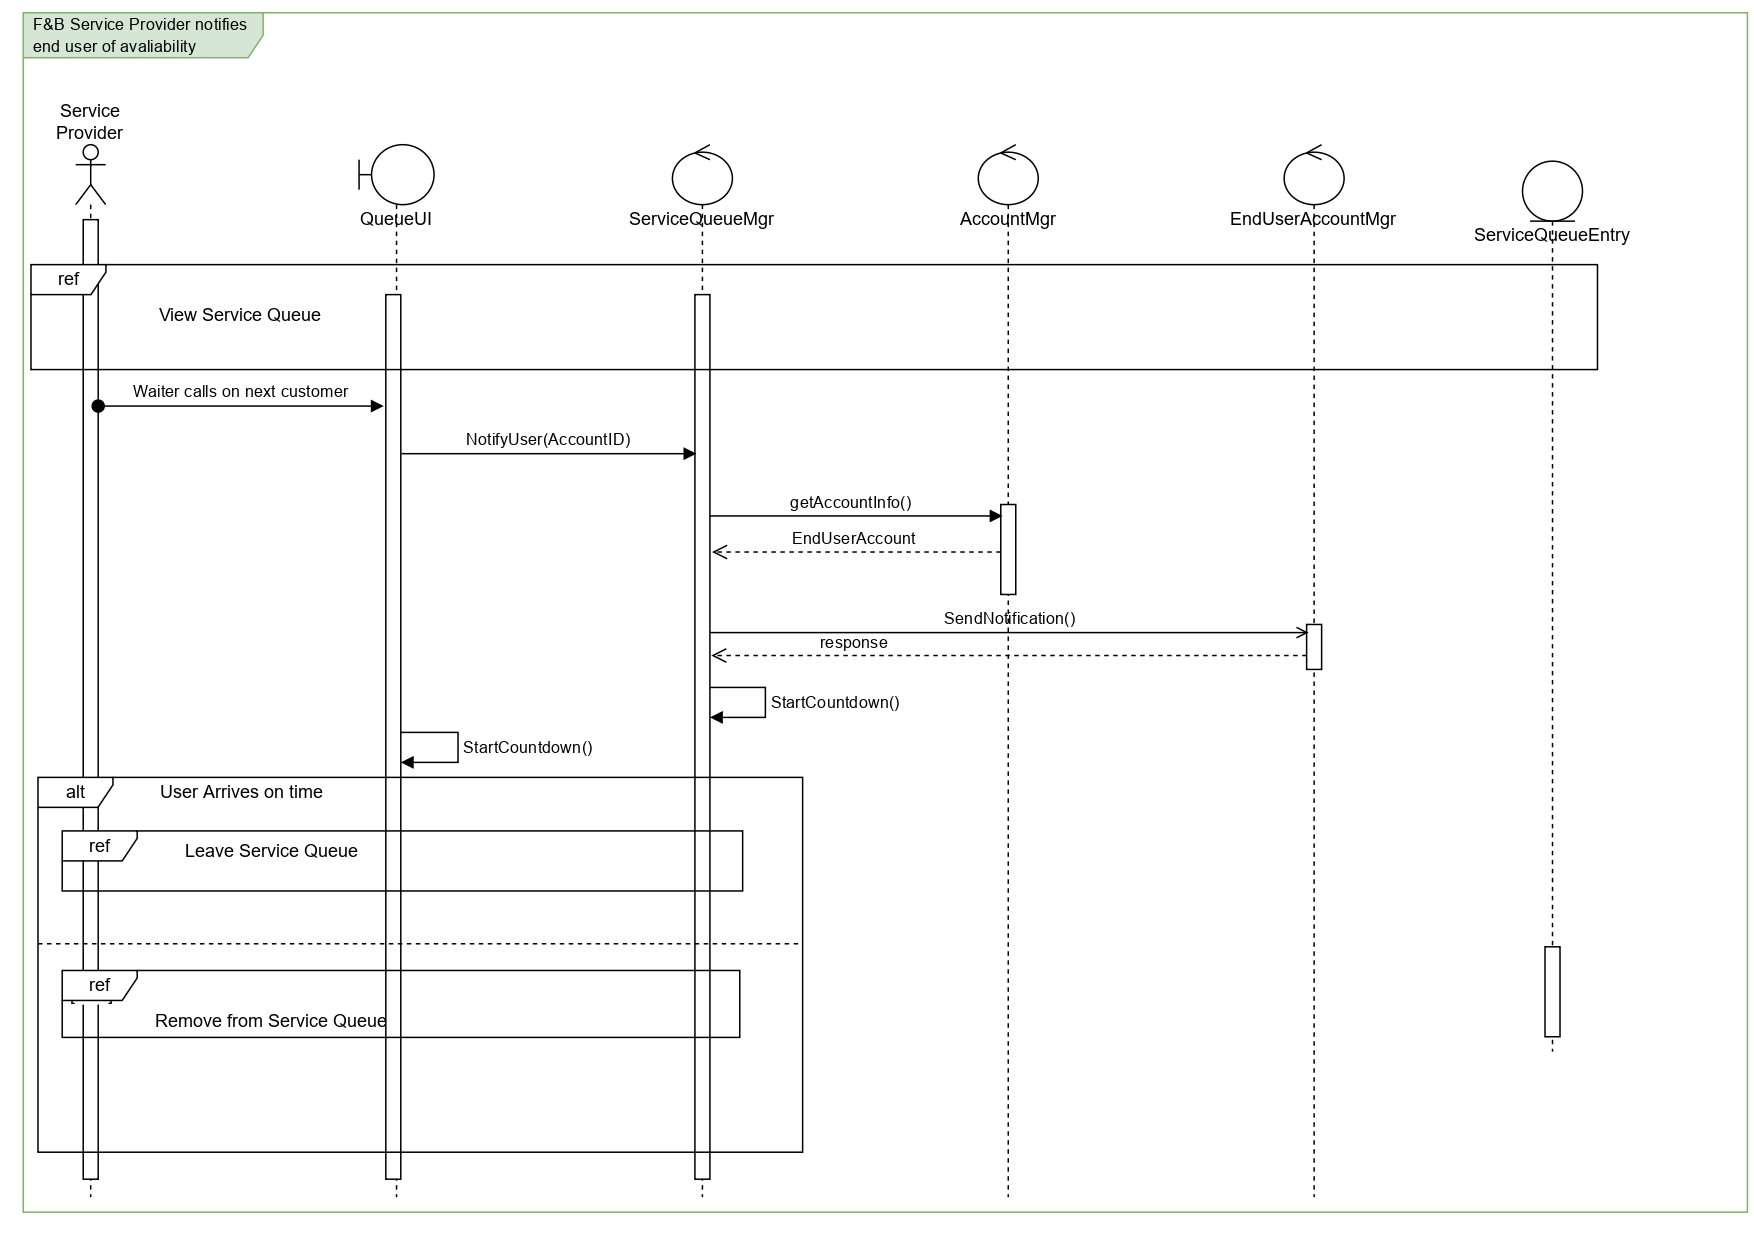 F&B Service Provider notifies
end user of avaliability
Service
Provider
QueueUI
ServiceQueueMgr
AccountMgr
EndUserAccountMgr
ServiceQueueEntry
ref
View Service Queue
Waiter calls on next customer
NotifyUser(AccountID)
getAccountInfo()
EndUserAccount
SendNotification()
response
StartCountdown()
StartCountdown()
alt
User Arrives on time
ref
Leave Service Queue
ref
Remove from Service Queue